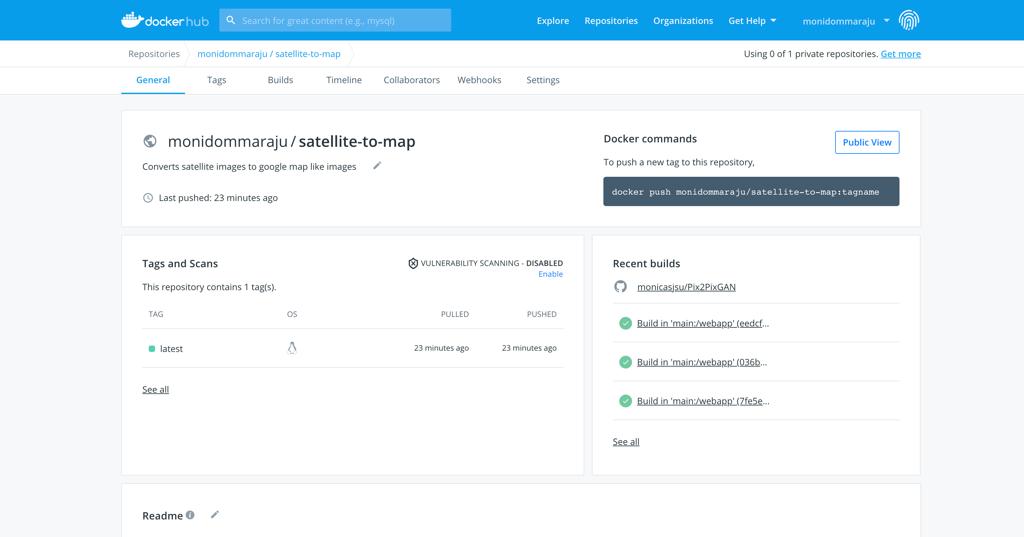 docker hub
Search for great content (e.g., mysql)
Explore Repositories Organizations Get Help monidommaraju
Repositories monidommaraju / satellite-to-map Using 0 of 1 private repositories. Get more
General Tags Builds Timeline Collaborators Webhooks Settings
monidommaraju / satellite-to-map
Converts satellite images to google map like images
Last pushed: 23 minutes ago
Docker commands
Public View
To push a new tag to this repository,
docker push monidommaraju/satellite-to-map:tagname
Tags and Scans
VULNERABILITY SCANNING - DISABLED
Enable
This repository contains 1 tag(s).
TAG OS PULLED PUSHED
latest 23 minutes ago 23 minutes ago
See all
Recent builds
monicasjsu/Pix2PixGAN
Build in 'main:/webapp' (eedcf...
Build in 'main:/webapp' (036b...
Build in 'main:/webapp' (7fe5e...
See all
Readme